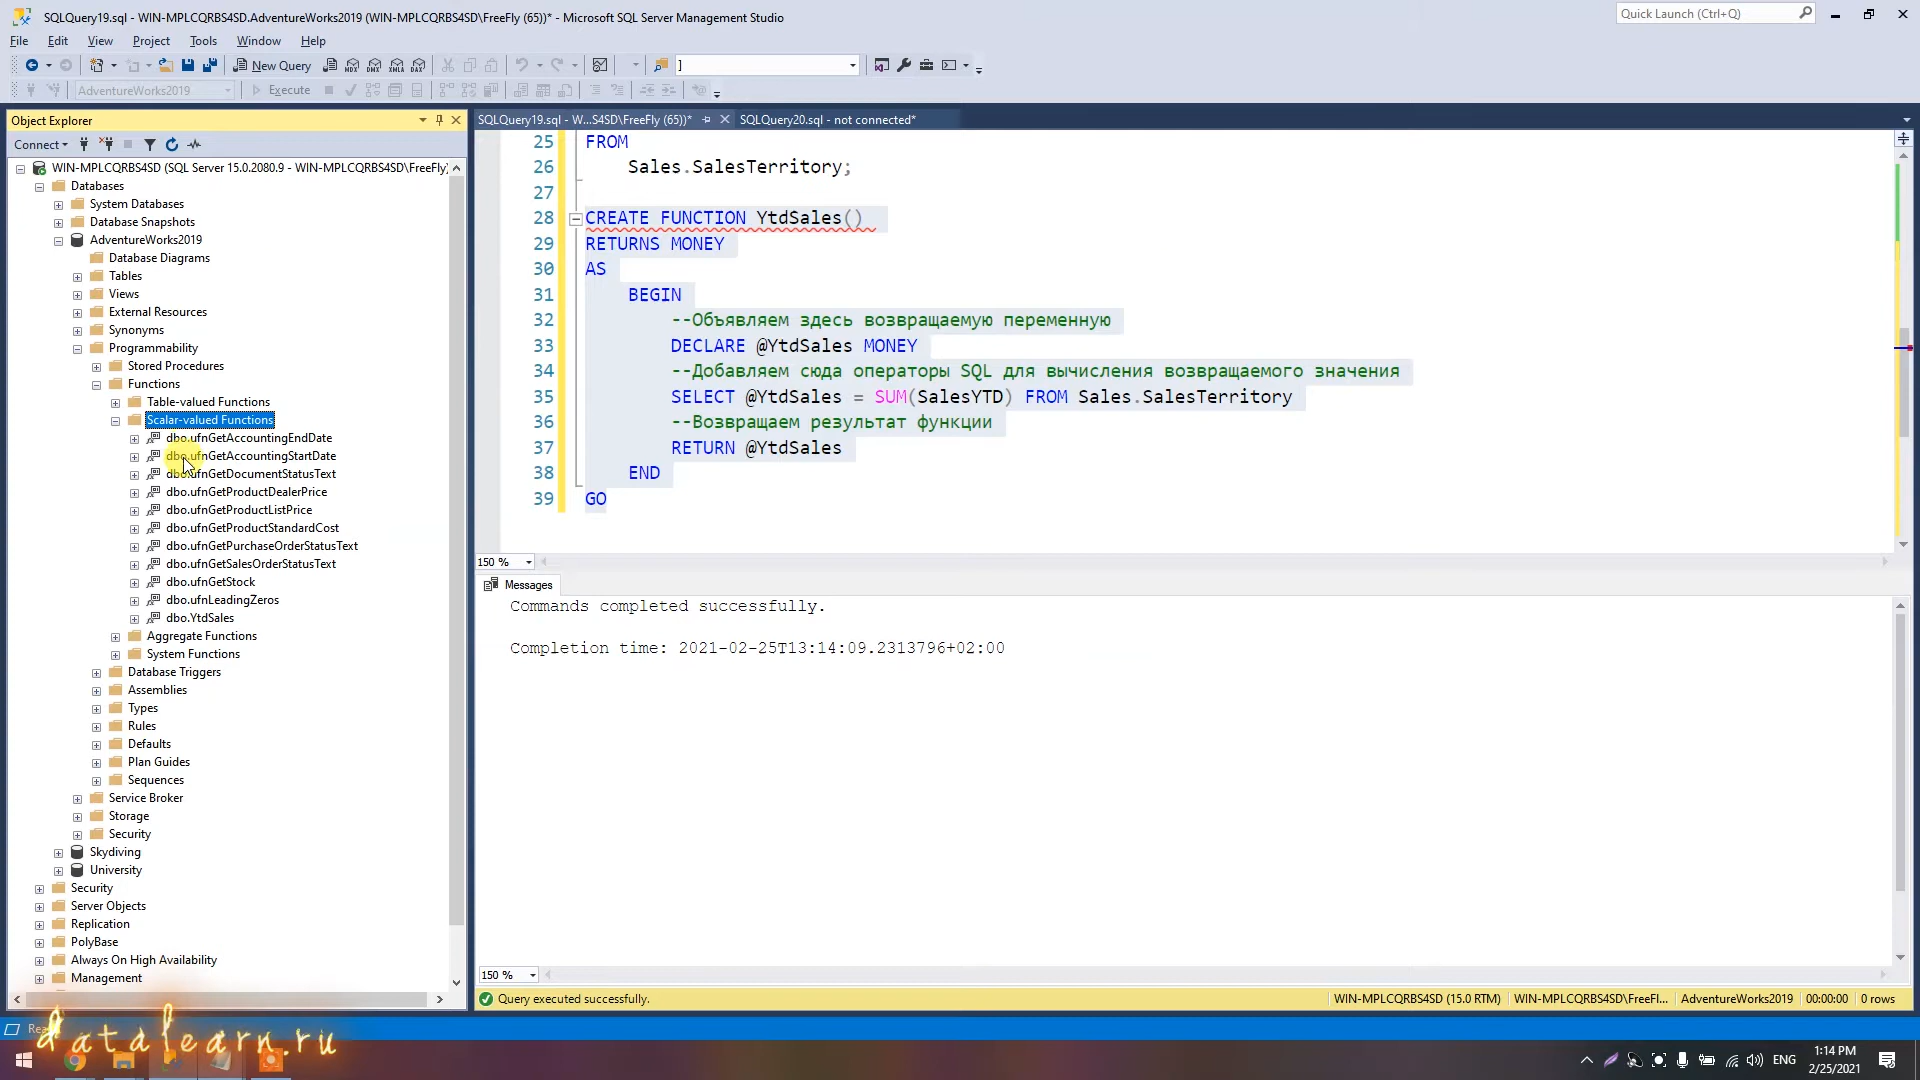 SQLQuery19.sql - WIN-MPLCQRBS4SD.AdventureWorks2019 (WIN-MPLCQRBS4SD\FreeFly (65))* - Microsoft SQL Server Management Studio
Quick Launch (Ctrl+Q)
File Edit View Project Tools Window Help
New Query
]
AdventureWorks2019
Execute
Object Explorer
SQLQuery19.sql - W...S4SD\FreeFly (65))*
SQLQuery20.sql - not connected*
Connect
WIN-MPLCQRBS4SD (SQL Server 15.0.2080.9 - WIN-MPLCQRBS4SD\FreeFly)
Databases
System Databases
Database Snapshots
AdventureWorks2019
Database Diagrams
Tables
Views
External Resources
Synonyms
Programmability
Stored Procedures
Functions
Table-valued Functions
Scalar-valued Functions
dbo.ufnGetAccountingEndDate
dbo.ufnGetAccountingStartDate
dbo.ufnGetDocumentStatusText
dbo.ufnGetProductDealerPrice
dbo.ufnGetProductListPrice
dbo.ufnGetProductStandardCost
dbo.ufnGetPurchaseOrderStatusText
dbo.ufnGetSalesOrderStatusText
dbo.ufnGetStock
dbo.ufnLeadingZeros
dbo.YtdSales
Aggregate Functions
System Functions
Database Triggers
Assemblies
Types
Rules
Defaults
Plan Guides
Sequences
Service Broker
Storage
Security
Skydiving
University
Security
Server Objects
Replication
PolyBase
Always On High Availability
Management
25 FROM
26 Sales.SalesTerritory;
27
28 CREATE FUNCTION YtdSales()
29 RETURNS MONEY
30 AS
31 BEGIN
32 --Объявляем здесь возвращаемую переменную
33 DECLARE @YtdSales MONEY
34 --Добавляем сюда операторы SQL для вычисления возвращаемого значения
35 SELECT @YtdSales = SUM(SalesYTD) FROM Sales.SalesTerritory
36 --Возвращаем результат функции
37 RETURN @YtdSales
38 END
39 GO
150 %
Messages
Commands completed successfully.
Completion time: 2021-02-25T13:14:09.2313796+02:00
150 %
Query executed successfully.
WIN-MPLCQRBS4SD (15.0 RTM) WIN-MPLCQRBS4SD\FreeFl... AdventureWorks2019 00:00:00 0 rows
datalearn.ru
ENG
1:14 PM
2/25/2021